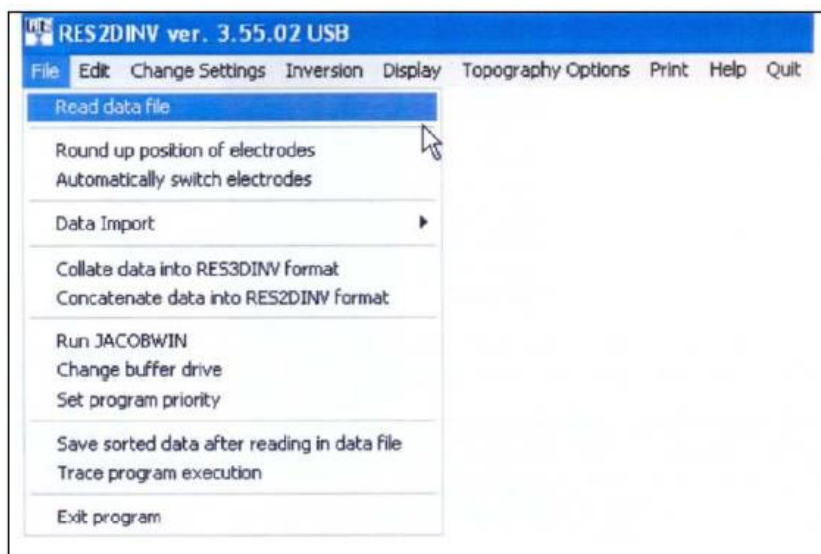 RES2DINV ver. 3.55.02 USB
File Edit Change Settings Inversion Display Topography Options Print Help Quit
Read data file
Round up position of electrodes
Automatically switch electrodes
Data Import
Collate data into RES3DINV format
Concatenate data into RES2DINV format
Run JACOBWIN
Change buffer drive
Set program priority
Save sorted data after reading in data file
Trace program execution
Exit program